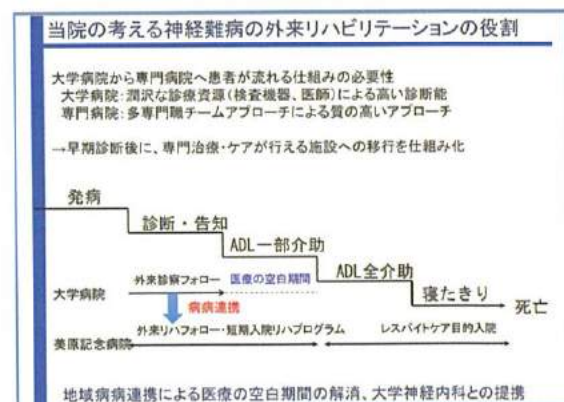 当院の考える神経難病の外来リハビリテーションの役割
大学病院から専門病院へ患者が流れる仕組みの必要性
大学病院：潤沢な診療資源（検査機器、医師）による高い診断能
専門病院：多専門職チームアプローチによる質の高いアプローチ
→早期診断後に、専門治療・ケアが行える施設への移行を仕組み化
発病
診断・告知
ADL一部介助
ADL全介助
寝たきり
死亡
大学病院
外来診察フォロー
医療の空白期間
病病連携
美原記念病院
外来リハフォロー・短期入院リハプログラム
レスパイトケア目的入院
地域病病連携による医療の空白期間の解消、大学神経内科との提携